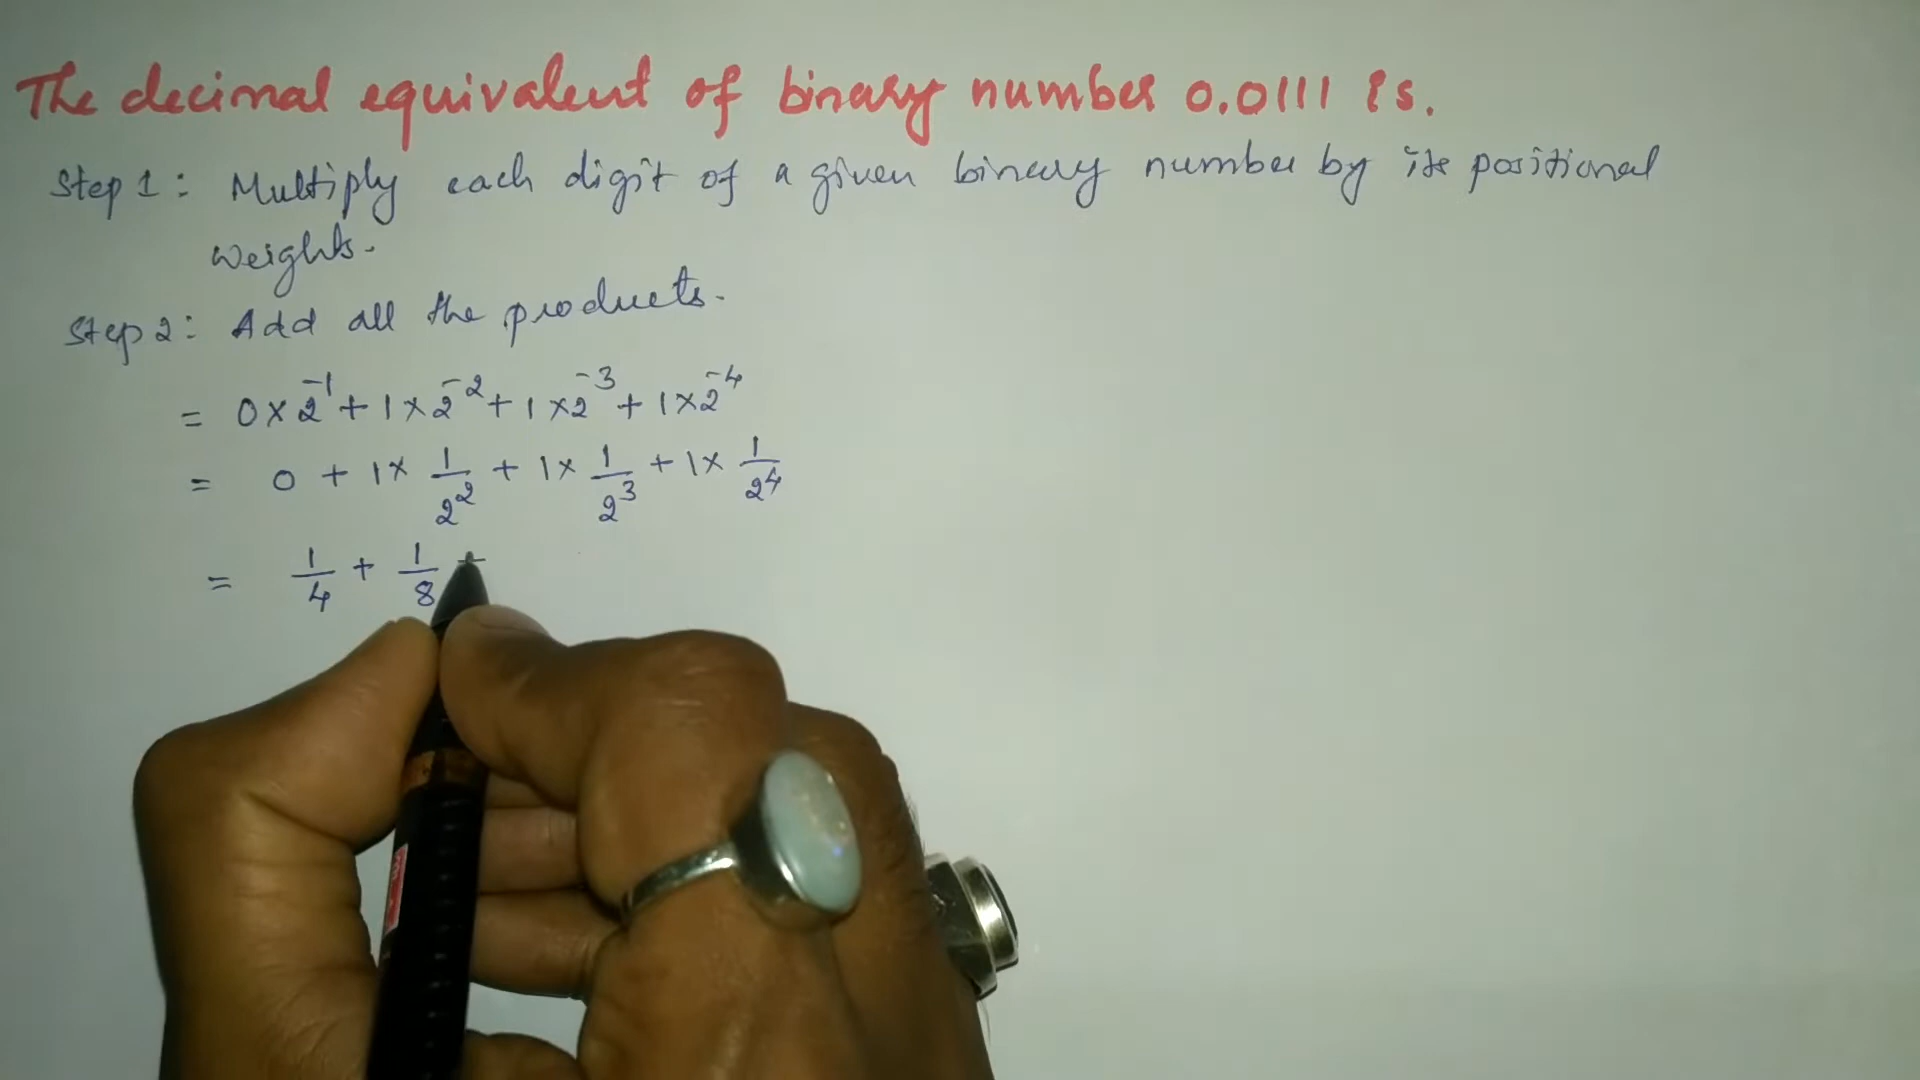 The decimal equivalent of binary number 0.0111 is.
Step 1: Multiply each digit of a given binary number by its positional
weights.
Step 2: Add all the products.
= 0 × 2⁻¹ + 1 × 2⁻² + 1 × 2⁻³ + 1 × 2⁻⁴
= 0 + 1 × 1/2² + 1 × 1/2³ + 1 × 1/2⁴
= 1/4 + 1/8 +